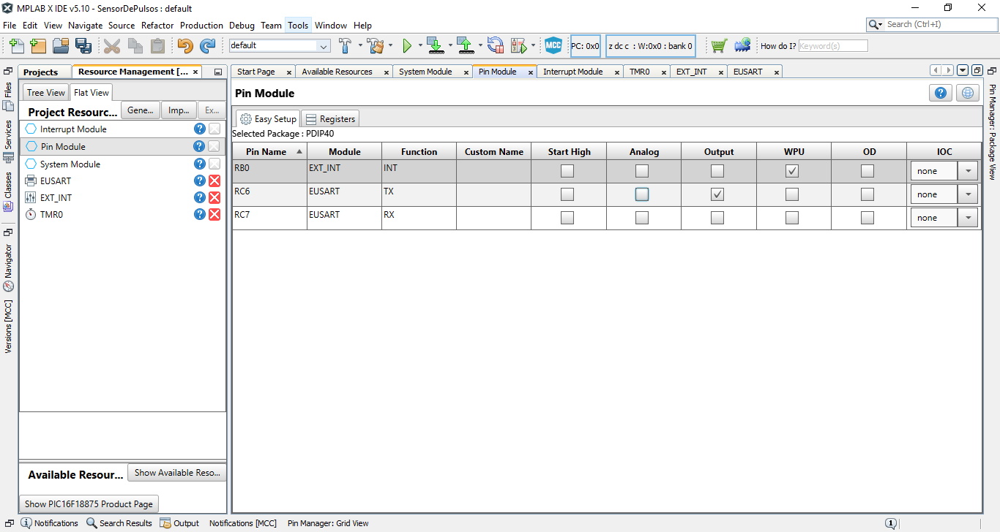 MPLAB X IDE v5.10 - SensorDePulsos : default
File Edit View Navigate Source Refactor Production Debug Team Tools Window Help
Search (Ctrl+I)
default
MCC
PC: 0x0
z dc c : W:0x0 : bank 0
How do I?
Keyword(s)
Projects
Resource Management [...
Start Page
Available Resources
System Module
Pin Module
Interrupt Module
TMR0
EXT_INT
EUSART
Files
Services
Classes
Navigator
Versions [MCC]
Tree View
Flat View
Project Resourc...
Gene...
Imp...
Ex...
Interrupt Module
Pin Module
System Module
EUSART
EXT_INT
TMR0
Available Resour...
Show Available Reso...
Show PIC16F18875 Product Page
Pin Module
Easy Setup
Registers
Selected Package : PDIP40
Pin Name Module Function Custom Name Start High Analog Output WPU OD IOC
RB0 EXT_INT INT none
RC6 EUSART TX none
RC7 EUSART RX none
Pin Manager: Package View
Notifications
Search Results
Output
Notifications [MCC]
Pin Manager: Grid View
1